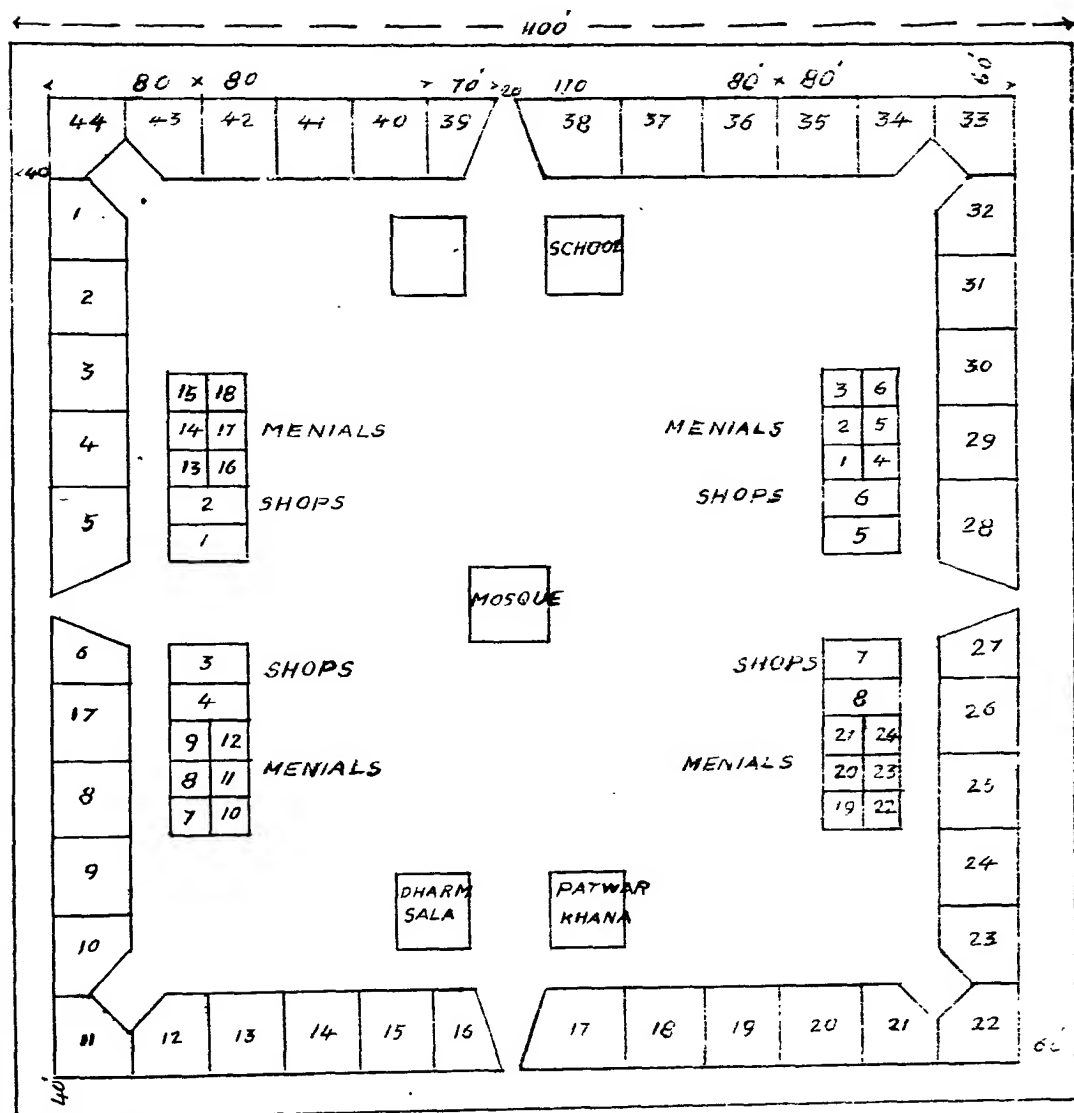 1100'
80 × 80 70' 20 110 80' × 80' 60'
44 43 42 41 40 39 38 37 36 35 34 33
40
1 SCHOOL 32
2 31
3 15 18 3 6 30
4 14 17 MENIALS MENIALS 2 5 29
13 16 1 4
5 2 SHOPS SHOPS 6 28
1 5
MOSQUE
6 3 SHOPS SHOPS 7 27
17 4 8 26
9 12 21 24
8 8 11 MENIALS MENIALS 20 23 25
7 10 19 22
9 DHARM PATWAR 24
SALA KHANA
10 23
11 12 13 14 15 16 17 18 19 20 21 22
40' 60'